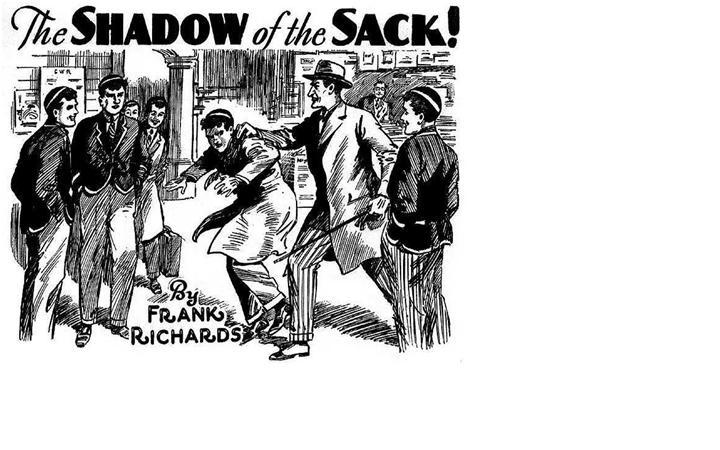 The SHADOW of the SACK!
G W R
By
FRANK
RICHARDS